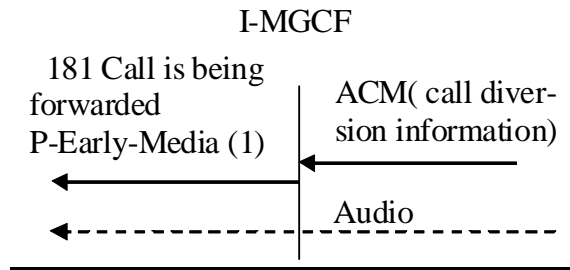 I-MGCF
181 Call is being
forwarded
P-Early-Media (1)
ACM( call diver-
sion information)
Audio